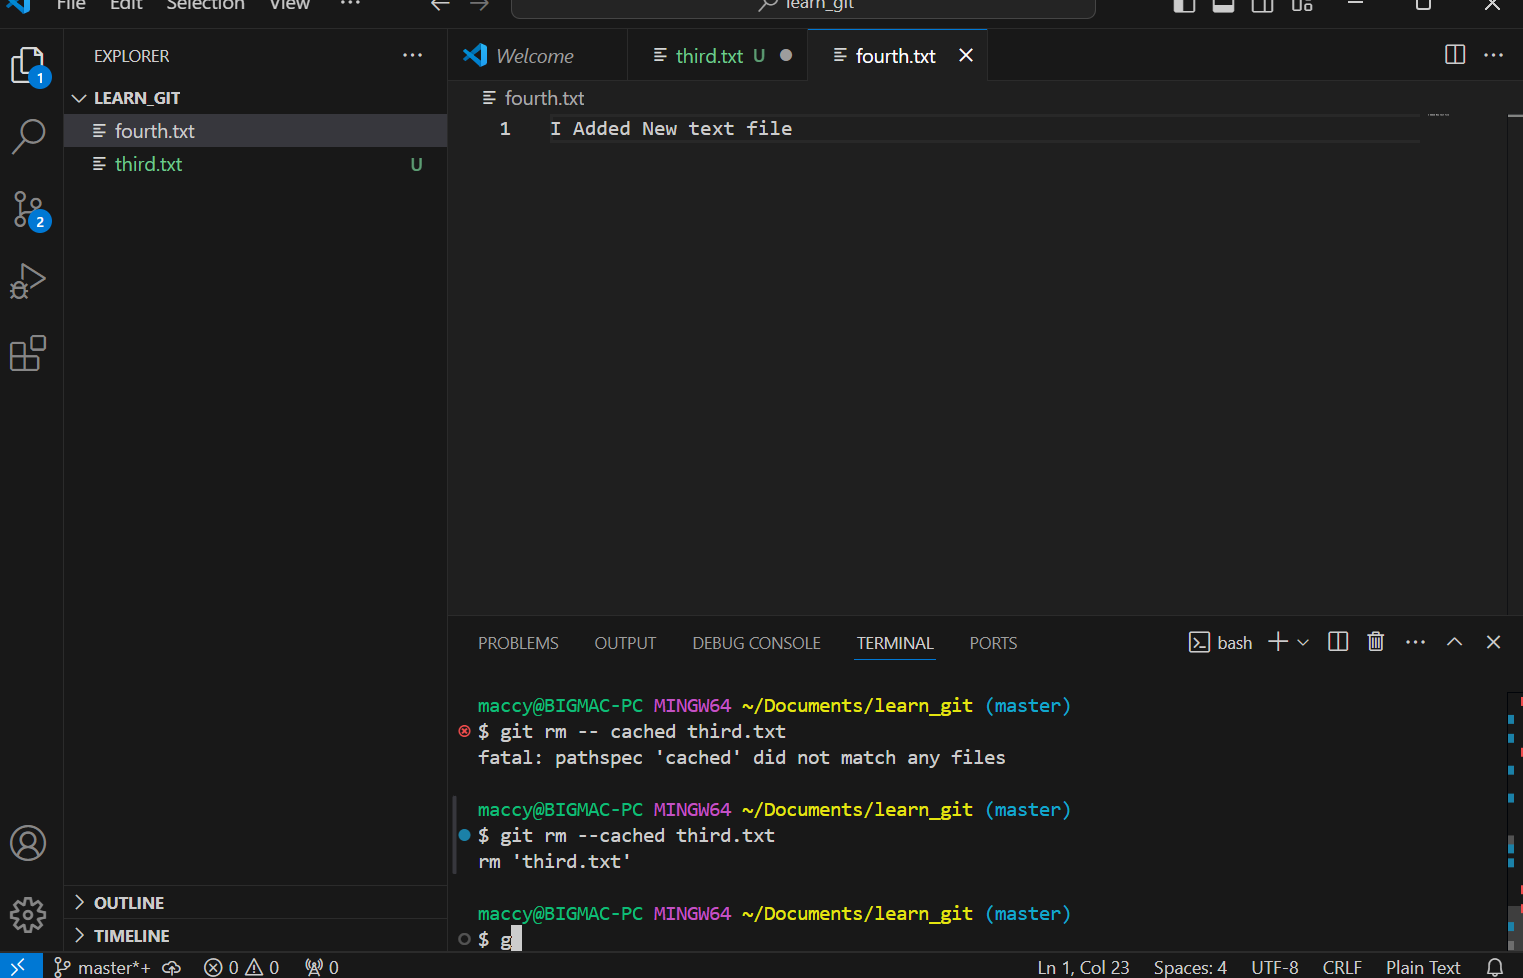 File Edit Selection View ··· learn_git
EXPLORER ···
1
LEARN_GIT
fourth.txt
third.txt U
2
Welcome
third.txt U
fourth.txt
fourth.txt
1 I Added New text file
PROBLEMS OUTPUT DEBUG CONSOLE TERMINAL PORTS
bash
maccy@BIGMAC-PC MINGW64 ~/Documents/learn_git (master)
$ git rm -- cached third.txt
fatal: pathspec 'cached' did not match any files
maccy@BIGMAC-PC MINGW64 ~/Documents/learn_git (master)
$ git rm --cached third.txt
rm 'third.txt'
maccy@BIGMAC-PC MINGW64 ~/Documents/learn_git (master)
$ g
OUTLINE
TIMELINE
master*+ 0 0 0 Ln 1, Col 23 Spaces: 4 UTF-8 CRLF Plain Text